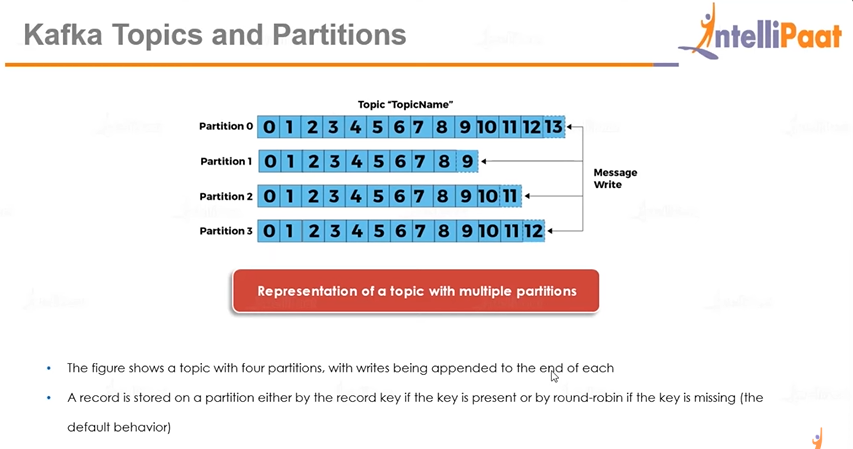 Kafka Topics and Partitions
IntelliPaat
Topic "TopicName"
Partition 0 0 1 2 3 4 5 6 7 8 9 10 11 12 13
Partition 1 0 1 2 3 4 5 6 7 8 9
Message
Write
Partition 2 0 1 2 3 4 5 6 7 8 9 10 11
Partition 3 0 1 2 3 4 5 6 7 8 9 10 11 12
Representation of a topic with multiple partitions
• The figure shows a topic with four partitions, with writes being appended to the end of each
• A record is stored on a partition either by the record key if the key is present or by round-robin if the key is missing (the
default behavior)